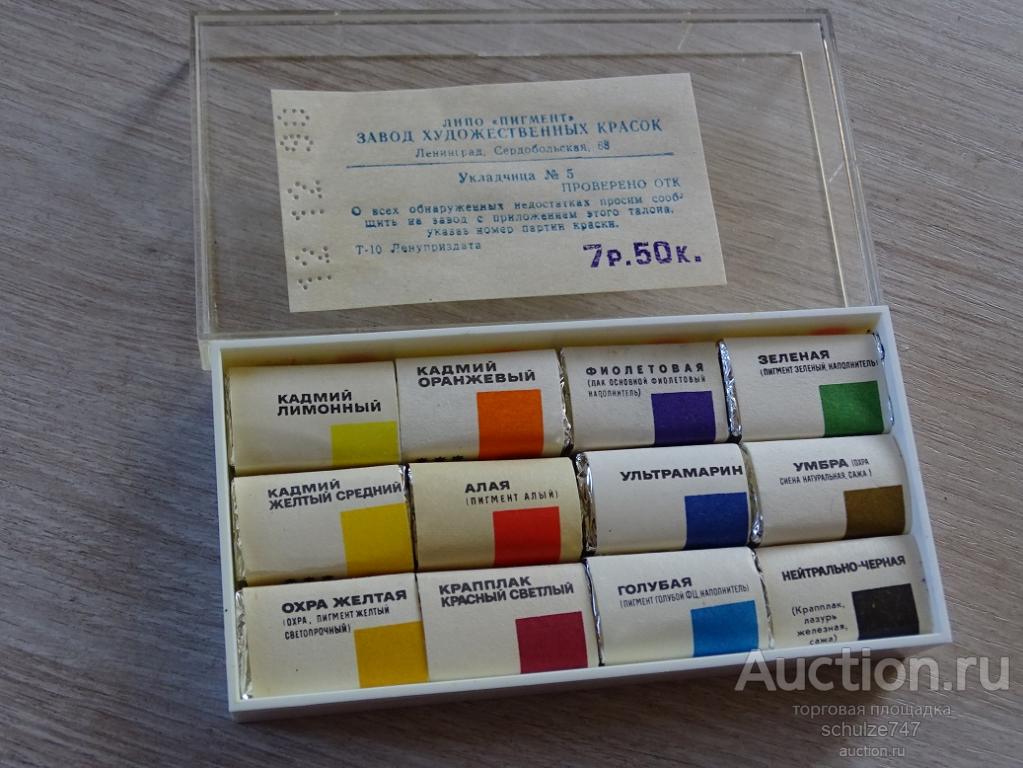 ЛИПО «ПИГМЕНТ»
ЗАВОД ХУДОЖЕСТВЕННЫХ КРАСОК
Ленинград, Сердобольская, 68
Укладчица № 5
ПРОВЕРЕНО ОТК
О всех обнаруженных недостатках просим сооб-
щить на завод с приложением этого талона,
указав номер партии краски.
Т-10 Ленуприздата
7р.50к.
КАДМИЙ
ЛИМОННЫЙ
КАДМИЙ
ОРАНЖЕВЫЙ
ФИОЛЕТОВАЯ
(ЛАК ОСНОВНОЙ ФИОЛЕТОВЫЙ
НАПОЛНИТЕЛЬ)
ЗЕЛЕНАЯ
(ПИГМЕНТ ЗЕЛЕНЫЙ, НАПОЛНИТЕЛЬ)
КАДМИЙ
ЖЕЛТЫЙ СРЕДНИЙ
АЛАЯ
(ПИГМЕНТ АЛЫЙ)
УЛЬТРАМАРИН
УМБРА (ОХРА
СИЕНА НАТУРАЛЬНАЯ, САЖА)
ОХРА ЖЕЛТАЯ
(ОХРА, ПИГМЕНТ ЖЕЛТЫЙ
СВЕТОПРОЧНЫЙ)
КРАППЛАК
КРАСНЫЙ СВЕТЛЫЙ
ГОЛУБАЯ
(ПИГМЕНТ ГОЛУБОЙ ФЦ, НАПОЛНИТЕЛЬ)
НЕЙТРАЛЬНО-ЧЕРНАЯ
(Крапплак,
лазурь
железная,
сажа)
Auction.ru
торговая площадка
schulze747
auction.ru